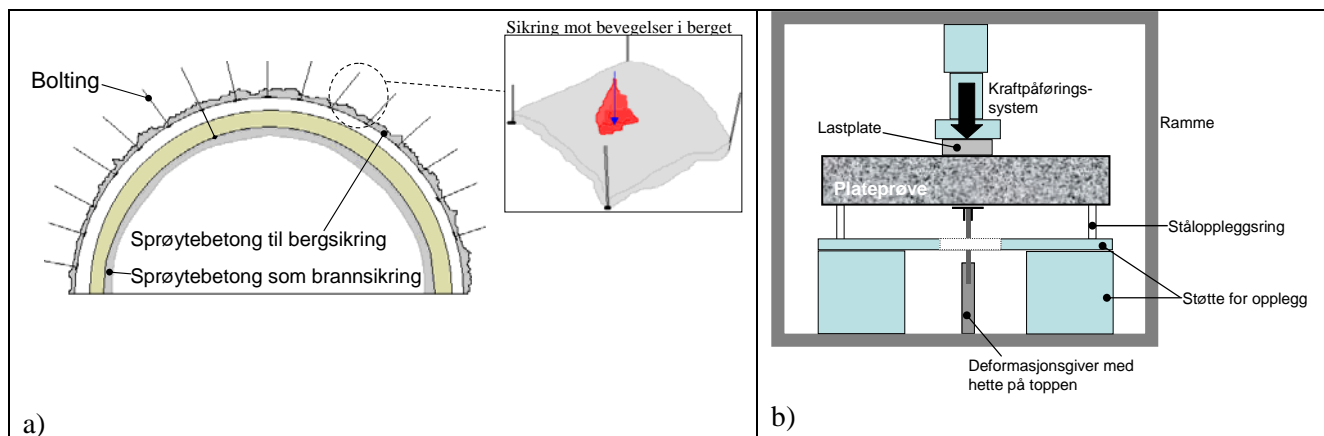 Sikring mot bevegelser i berget
Bolting
Sprøytebetong til bergsikring
Sprøytebetong som brannsikring
a)
Kraftpåførings-
system
Lastplate
Ramme
Plateprøve
Ståloppleggsring
Støtte for opplegg
Deformasjonsgiver med
hette på toppen
b)